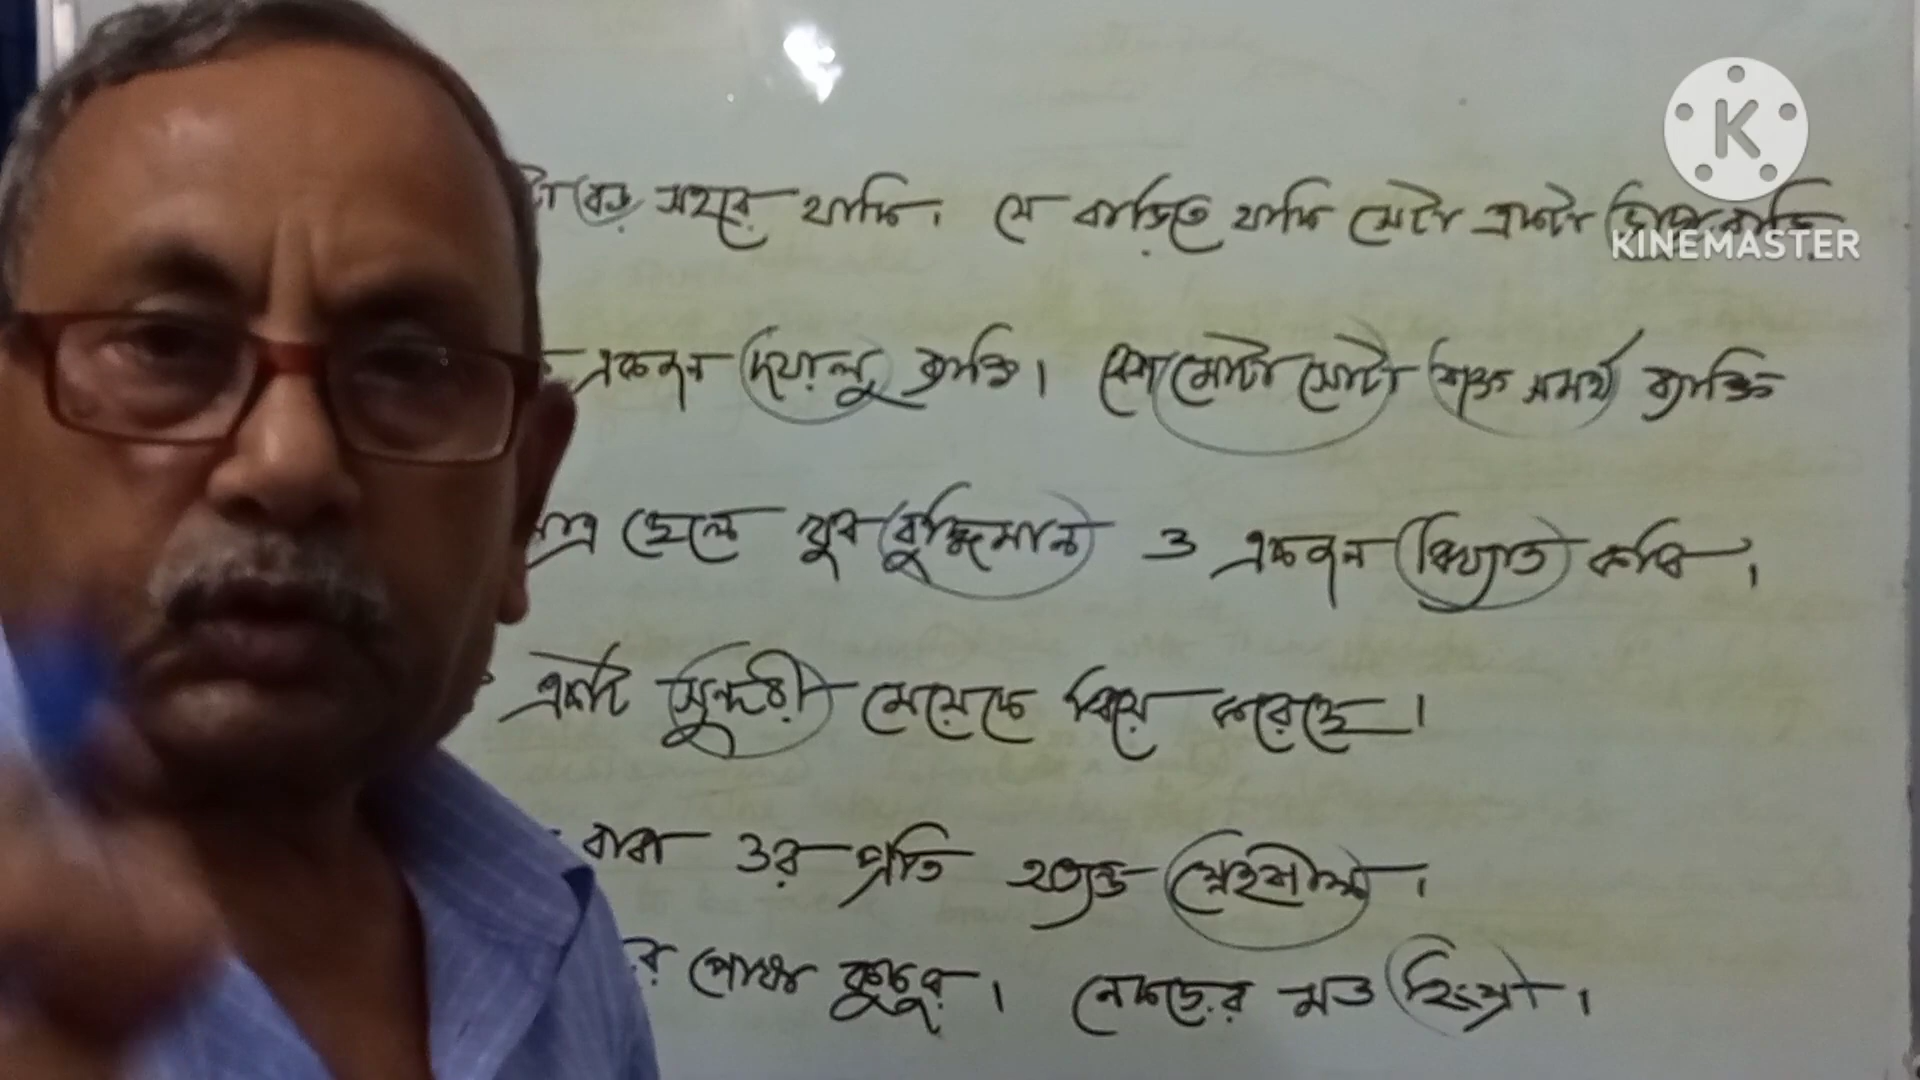 বড় সহরে থাকি। যে বাড়িতে থাকি সেটা একটা
KINEMASTER
একজন দয়ালু ব্যক্তি। বেশ মোটা সোটা শক্ত সমর্থ ব্যক্তি
ছেলে খুব বুদ্ধিমান ও একজন বিখ্যাত কবি।
একটি সুন্দরী মেয়েকে বিয়ে করেছে।
বাবা ওর প্রতি অত্যন্ত স্নেহশীল।
পোষা কুকুর। নেকড়ের মত হিংস্র।